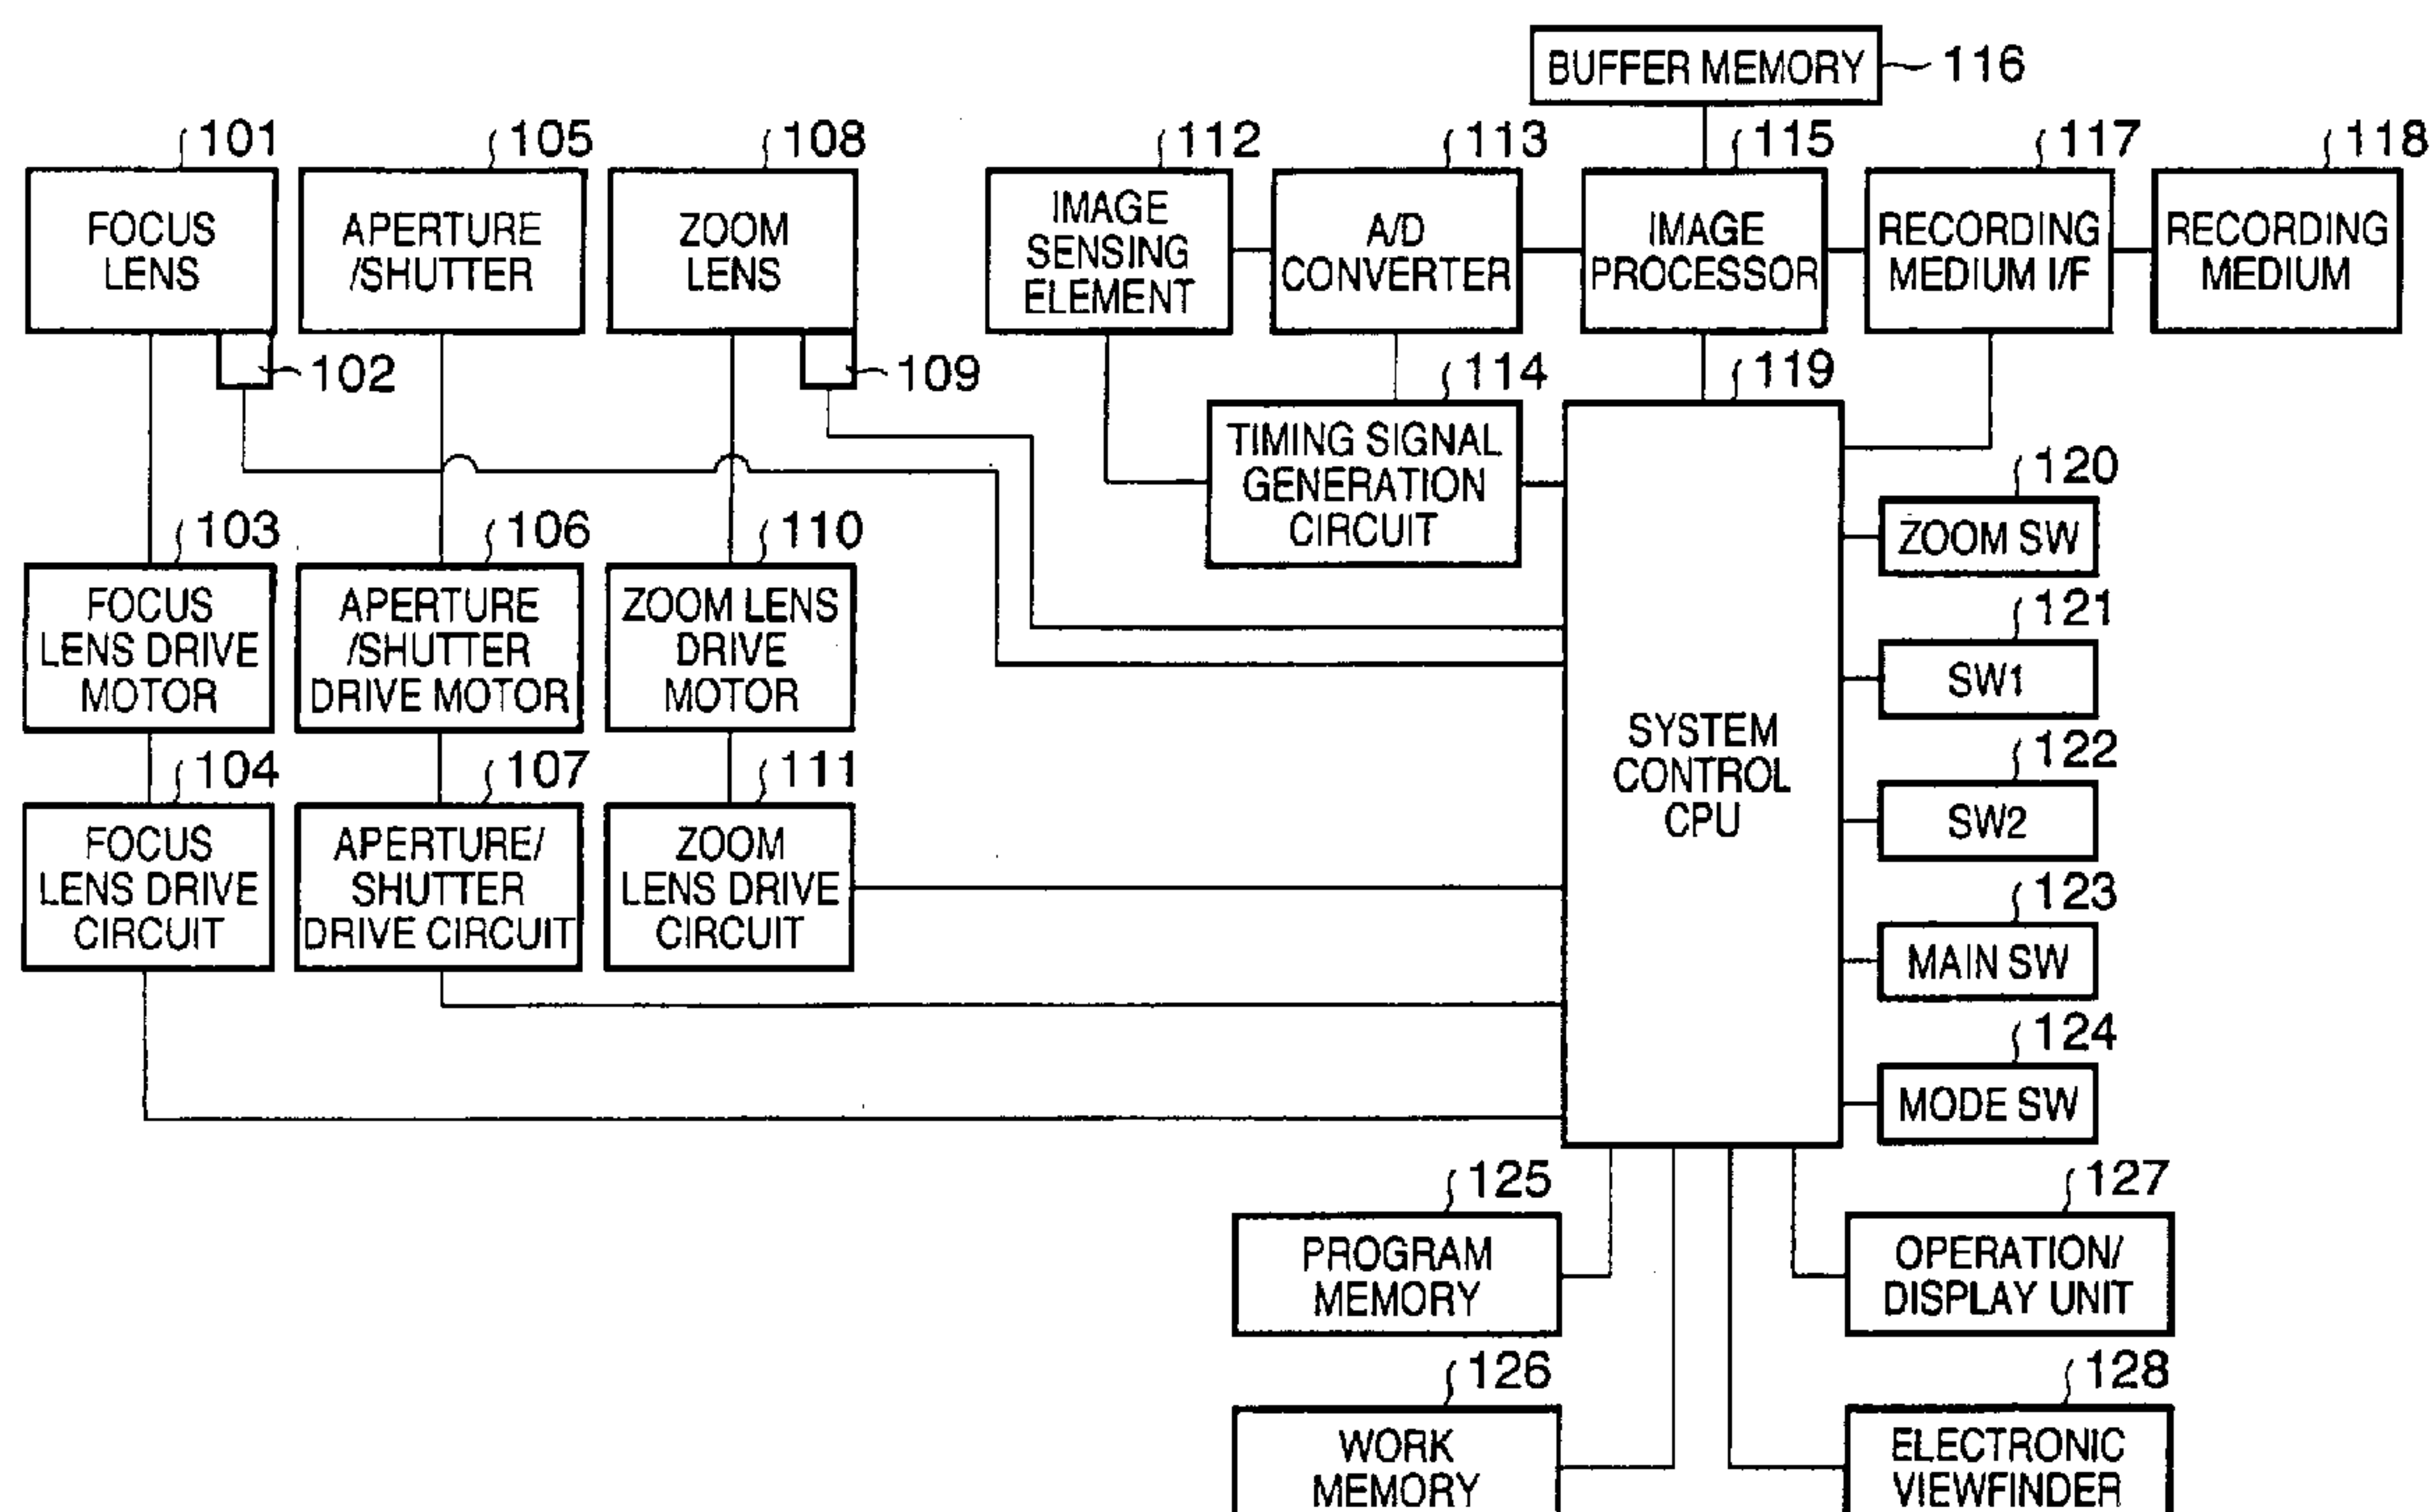 BUFFER MEMORY
116
101
105
108
112
113
115
117
118
FOCUS
LENS
APERTURE
/SHUTTER
ZOOM
LENS
IMAGE
SENSING
ELEMENT
A/D
CONVERTER
IMAGE
PROCESSOR
RECORDING
MEDIUM I/F
RECORDING
MEDIUM
102
109
114
119
TIMING SIGNAL
GENERATION
CIRCUIT
120
ZOOM SW
103
106
110
FOCUS
LENS DRIVE
MOTOR
APERTURE
/SHUTTER
DRIVE MOTOR
ZOOM LENS
DRIVE
MOTOR
121
SW1
SYSTEM
CONTROL
CPU
122
SW2
104
107
111
FOCUS
LENS DRIVE
CIRCUIT
APERTURE/
SHUTTER
DRIVE CIRCUIT
ZOOM
LENS DRIVE
CIRCUIT
123
MAIN SW
124
MODE SW
125
PROGRAM
MEMORY
127
OPERATION/
DISPLAY UNIT
126
WORK
MEMORY
128
ELECTRONIC
VIEWFINDER